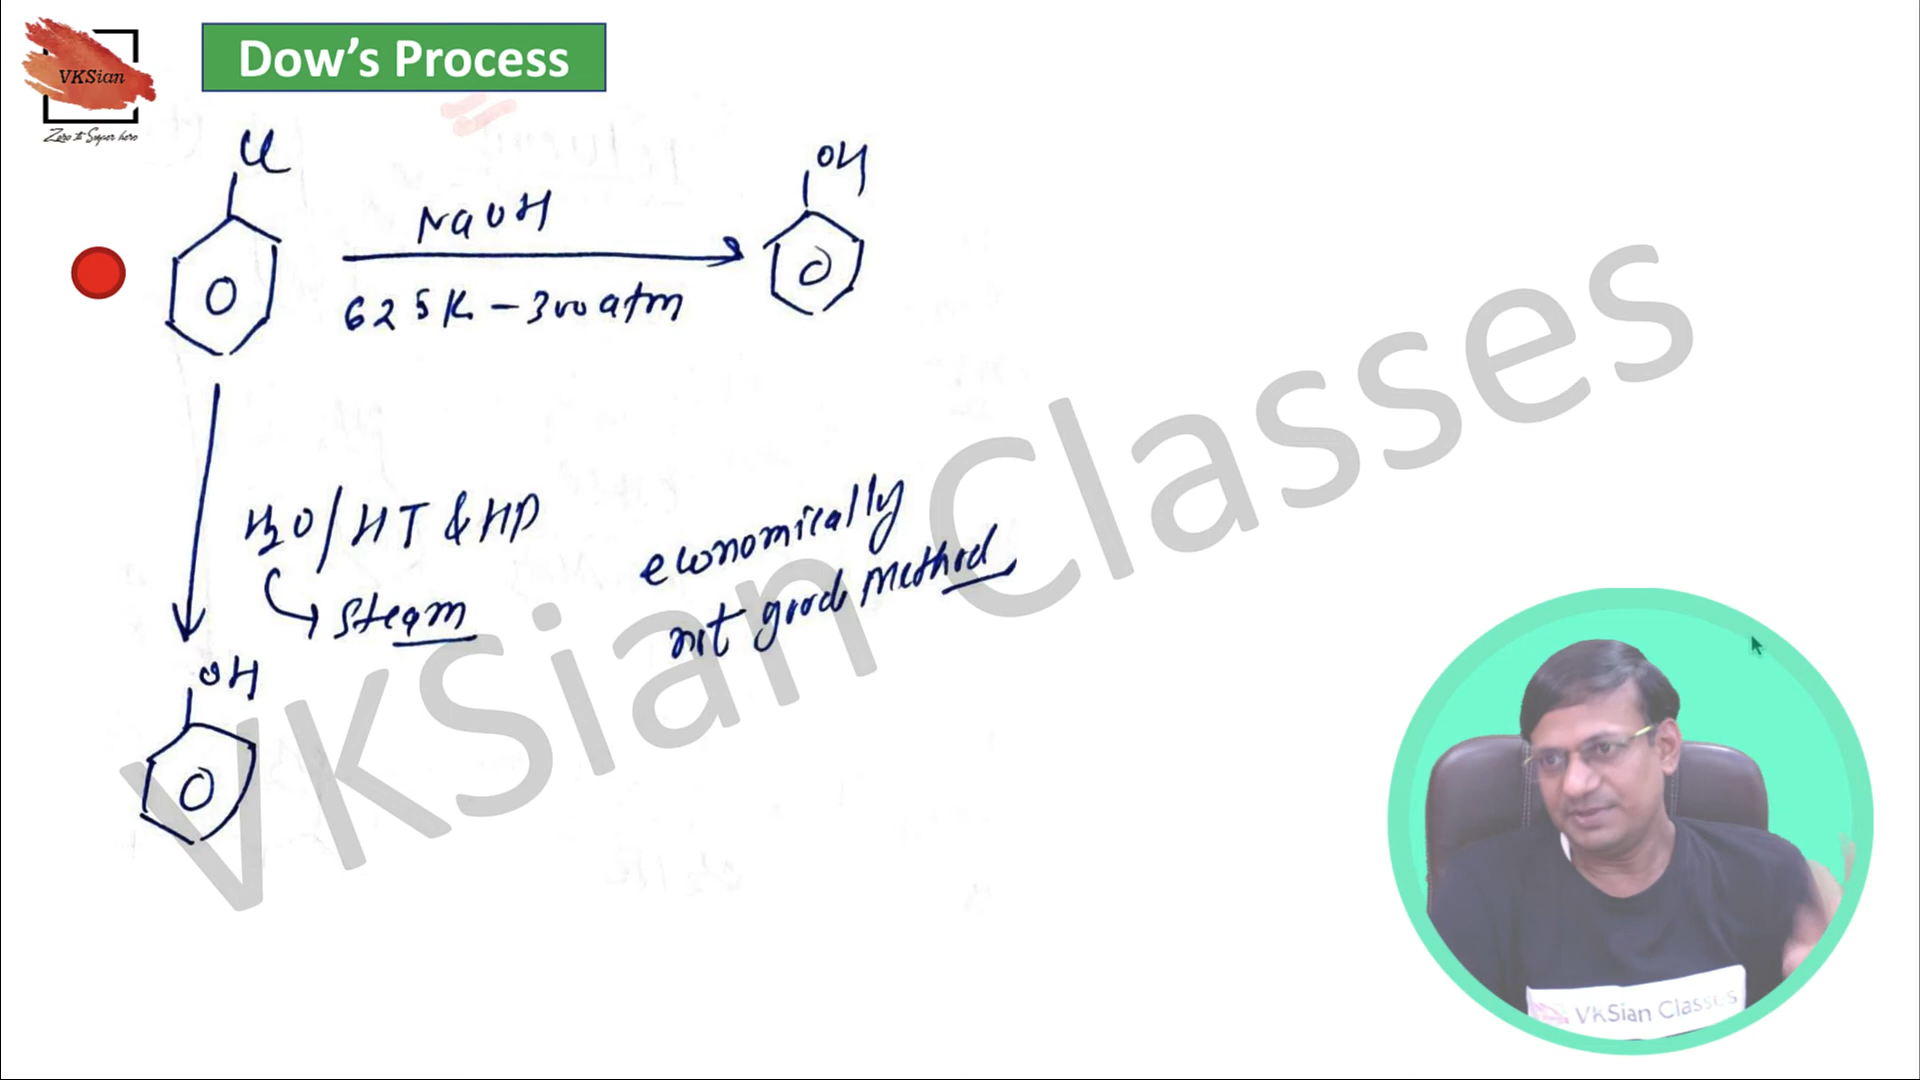 VKSian
Zero to Super hero
Dow's Process
Cl
NaOH
625K - 300 atm
OH
H2O / HT & HP
Steam
economically
not good method
OH
VKSian Classes
VKSian Classes